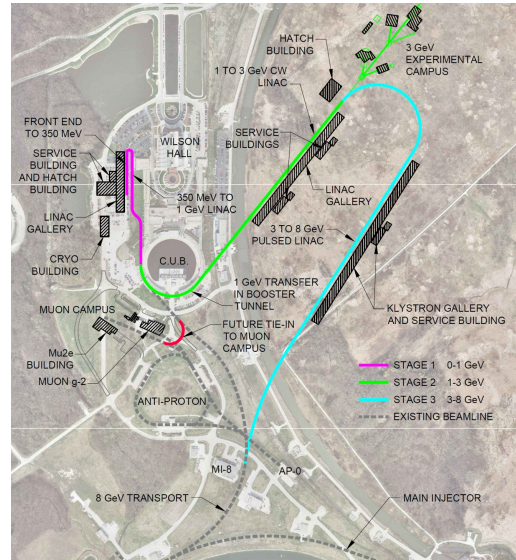 HATCH
BUILDING
3 GeV
EXPERIMENTAL
CAMPUS
1 TO 3 GeV CW
LINAC
FRONT END
TO 350 MeV
WILSON
HALL
SERVICE
BUILDINGS
SERVICE
BUILDING
AND HATCH
BUILDING
350 MeV TO
1 GeV LINAC
LINAC
GALLERY
LINAC
GALLERY
3 TO 8 GeV
PULSED LINAC
CRYO
BUILDING
C.U.B.
1 GeV TRANSFER
IN BOOSTER
TUNNEL
MUON CAMPUS
KLYSTRON GALLERY
AND SERVICE BUILDING
FUTURE TIE-IN
TO MUON
CAMPUS
Mu2e
BUILDING
MUON g-2
STAGE 1 0-1 GeV
STAGE 2 1-3 GeV
STAGE 3 3-8 GeV
EXISTING BEAMLINE
ANTI-PROTON
MI-8
AP-0
8 GeV TRANSPORT
MAIN INJECTOR